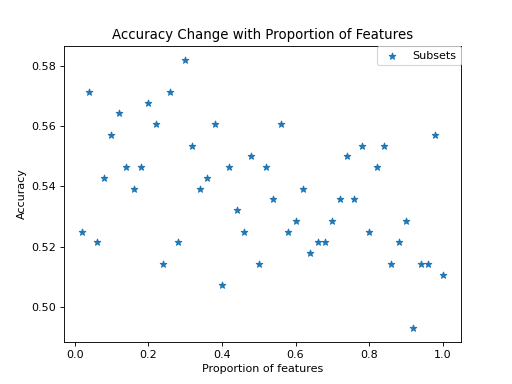 Accuracy Change with Proportion of Features
Subsets
0.58
0.56
0.54
0.52
0.50
Accuracy
0.0 0.2 0.4 0.6 0.8 1.0
Proportion of features